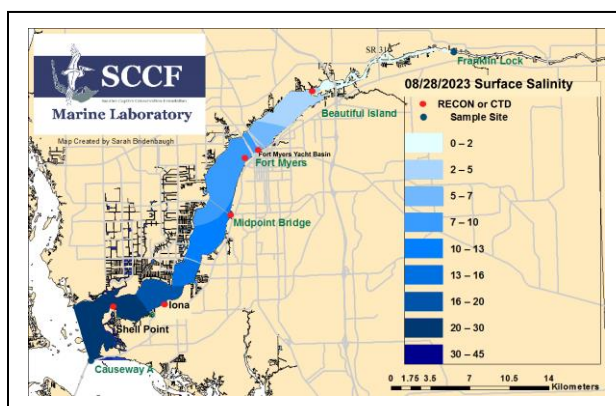 SCCF
Marine Laboratory
Map Created by Sarah Bridenbaugh
SR 31
I-75
Franklin Lock
08/28/2023 Surface Salinity
RECON or CTD
Sample Site
Beautiful Island
0 – 2
2 – 5
5 – 7
7 – 10
10 – 13
13 – 16
16 – 20
20 – 30
30 – 45
Fort Myers Yacht Basin
Fort Myers
Midpoint Bridge
Iona
Shell Point
Causeway A
0 1.75 3.5 7 10.5 14
Kilometers